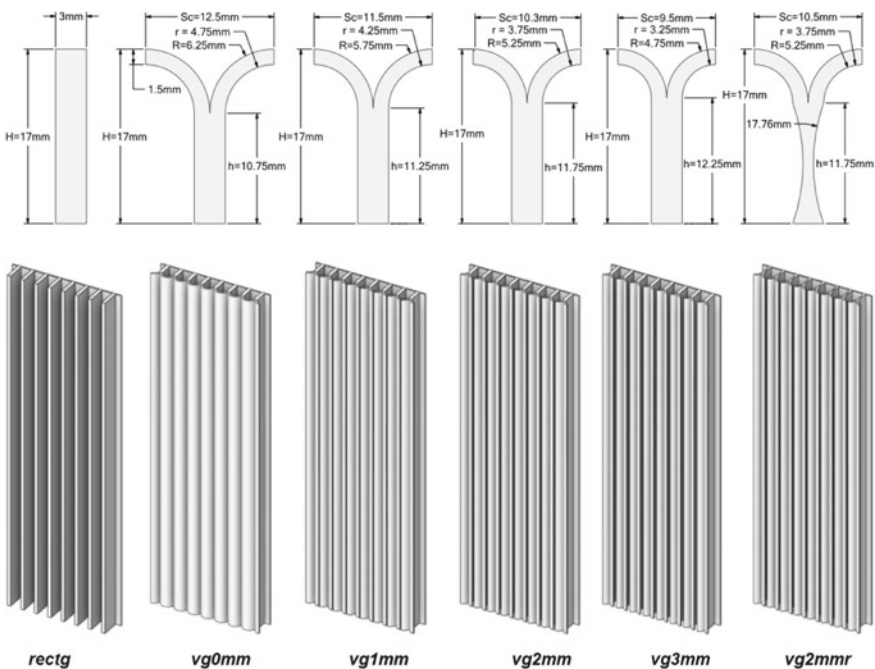 3mm
H=17mm
Sc=12.5mm
r = 4.75mm
R=6.25mm
1.5mm
H=17mm
h=10.75mm
Sc=11.5mm
r = 4.25mm
R=5.75mm
H=17mm
h=11.25mm
Sc=10.3mm
r = 3.75mm
R=5.25mm
H=17mm
h=11.75mm
Sc=9.5mm
r = 3.25mm
R=4.75mm
H=17mm
h=12.25mm
Sc=10.5mm
r = 3.75mm
R=5.25mm
H=17mm
17.76mm
h=11.75mm
rectg
vg0mm
vg1mm
vg2mm
vg3mm
vg2mmr